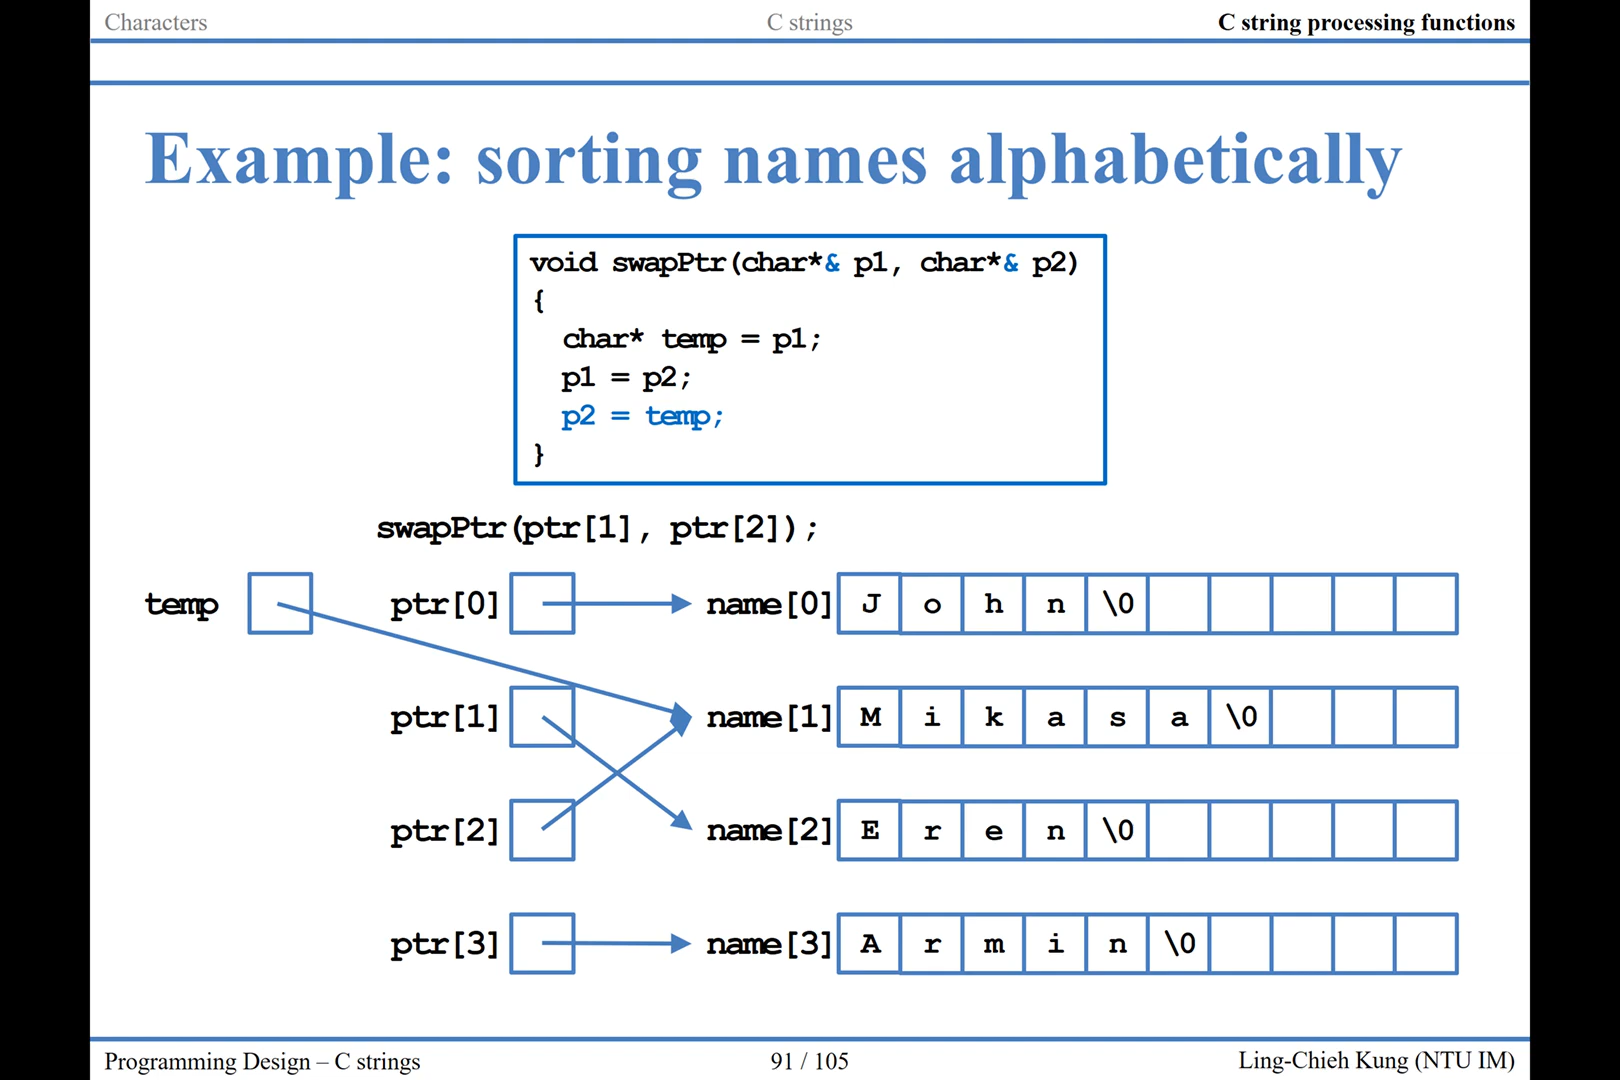 Characters C strings C string processing functions
Example: sorting names alphabetically
void swapPtr(char*& p1, char*& p2)
{
  char* temp = p1;
  p1 = p2;
  p2 = temp;
}
swapPtr(ptr[1], ptr[2]);
temp ptr[0] name[0] J o h n \0
ptr[1] name[1] M i k a s a \0
ptr[2] name[2] E r e n \0
ptr[3] name[3] A r m i n \0
Programming Design – C strings 91 / 105 Ling-Chieh Kung (NTU IM)